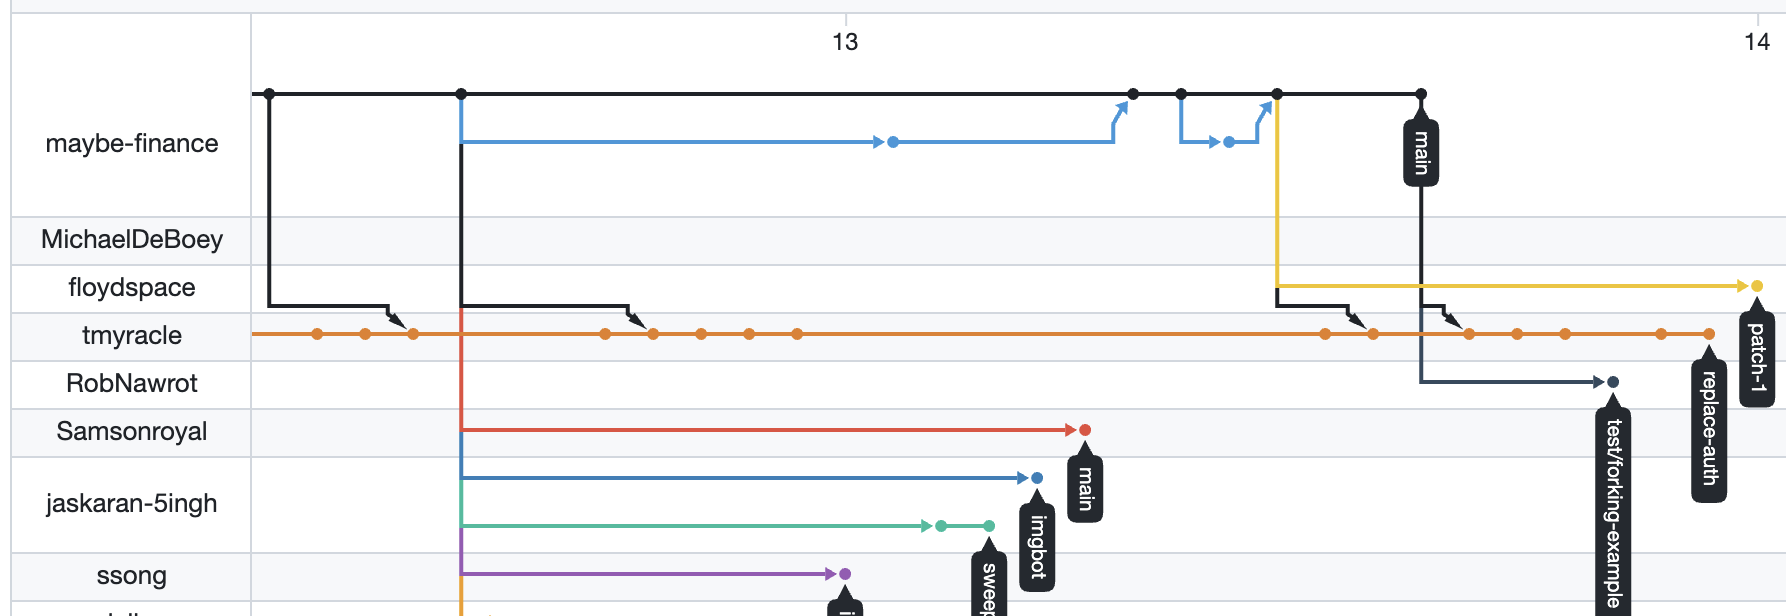 13
14
maybe-finance
main
MichaelDeBoey
floydspace
tmyracle
patch-1
RobNawrot
replace-auth
Samsonroyal
test/forking-example
main
jaskaran-5ingh
imgbot
ssong